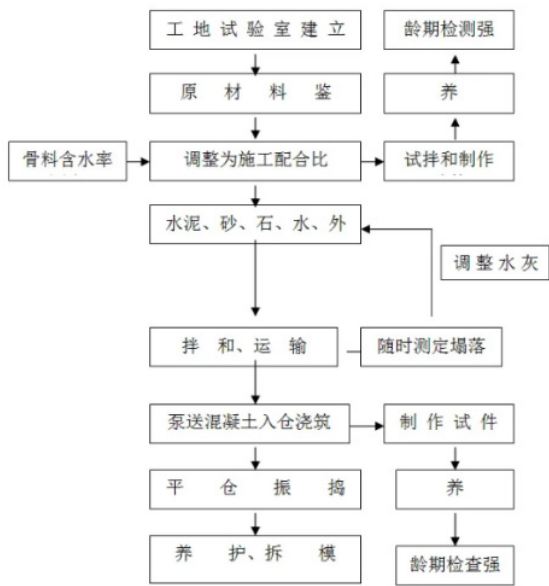 工 地 试 验 室 建 立
龄期检测强
原 材 料 鉴
养
骨料含水率
调整为施工配合比
试拌和制作
水泥、砂、石、水、外
调 整 水 灰
拌 和、运 输
随时测定塌落
泵送混凝土入仓浇筑
制 作 试 件
平 仓 振 捣
养
养 护、拆 模
龄期检查强